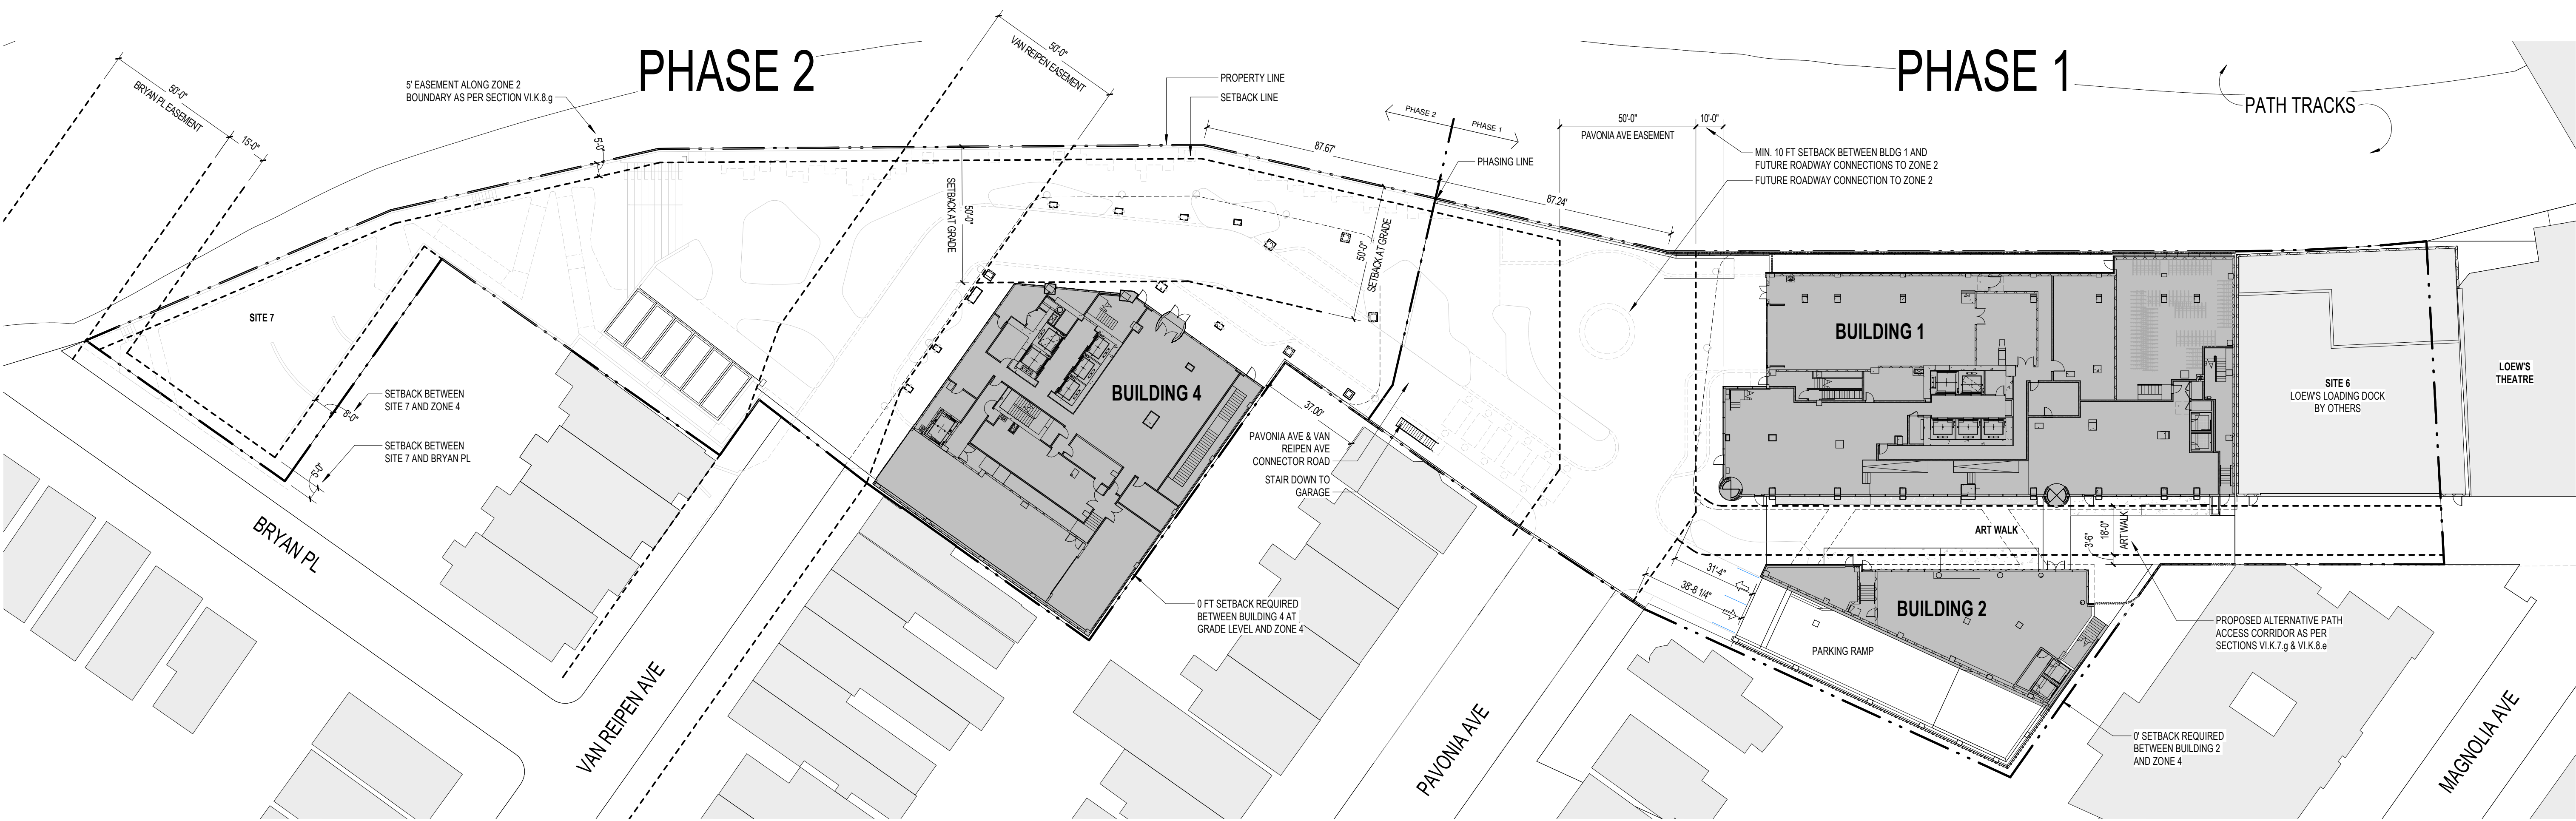 PHASE 2
PHASE 1
50'-0"
VAN REIPEN EASEMENT
50'-0"
BRYAN PL EASEMENT
15'-0"
5' EASEMENT ALONG ZONE 2
BOUNDARY AS PER SECTION VI.K.8.g
5'-0"
PROPERTY LINE
SETBACK LINE
PHASE 2
PHASE 1
PHASING LINE
87.67'
87.24'
50'-0"
PAVONIA AVE EASEMENT
10'-0"
MIN. 10 FT SETBACK BETWEEN BLDG 1 AND
FUTURE ROADWAY CONNECTIONS TO ZONE 2
FUTURE ROADWAY CONNECTION TO ZONE 2
PATH TRACKS
50'-0"
SETBACK AT GRADE
50'-0"
SETBACK AT GRADE
SITE 7
SETBACK BETWEEN
SITE 7 AND ZONE 4
8'-0"
SETBACK BETWEEN
SITE 7 AND BRYAN PL
5'-0"
BUILDING 4
37.00'
PAVONIA AVE & VAN
REIPEN AVE
CONNECTOR ROAD
STAIR DOWN TO
GARAGE
BUILDING 1
SITE 6
LOEW'S LOADING DOCK
BY OTHERS
LOEW'S
THEATRE
ART WALK
3'-6"
18'-0"
ART WALK
31'-4"
38'-8 1/4"
BUILDING 2
PARKING RAMP
0 FT SETBACK REQUIRED
BETWEEN BUILDING 4 AT
GRADE LEVEL AND ZONE 4
PROPOSED ALTERNATIVE PATH
ACCESS CORRIDOR AS PER
SECTIONS VI.K.7.g & VI.K.8.e
0' SETBACK REQUIRED
BETWEEN BUILDING 2
AND ZONE 4
BRYAN PL
VAN REIPEN AVE
PAVONIA AVE
MAGNOLIA AVE